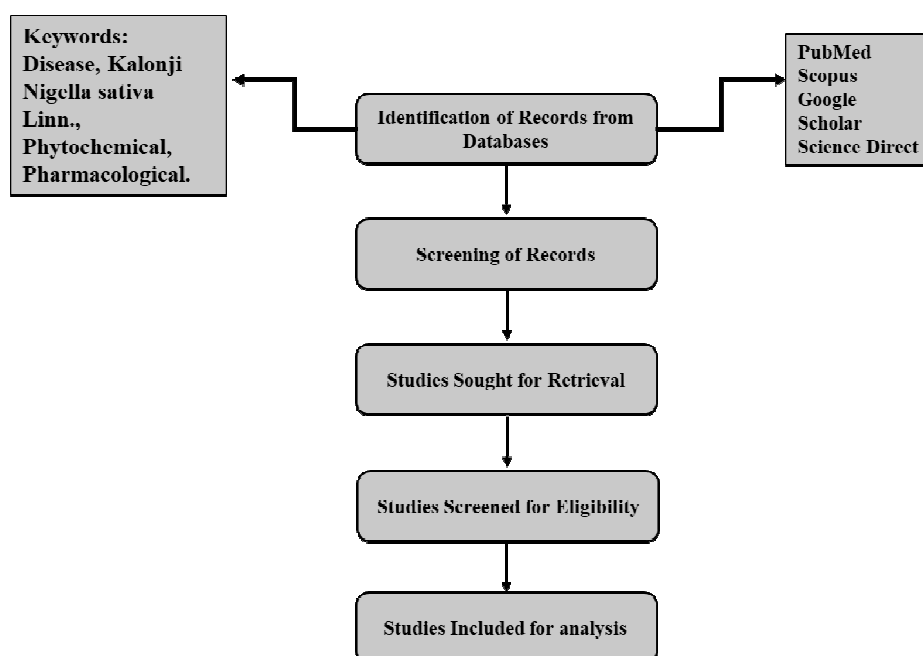 Keywords:
Disease, Kalonji
Nigella sativa
Linn.,
Phytochemical,
Pharmacological.
PubMed
Scopus
Google
Scholar
Science Direct
Identification of Records from
Databases
Screening of Records
Studies Sought for Retrieval
Studies Screened for Eligibility
Studies Included for analysis